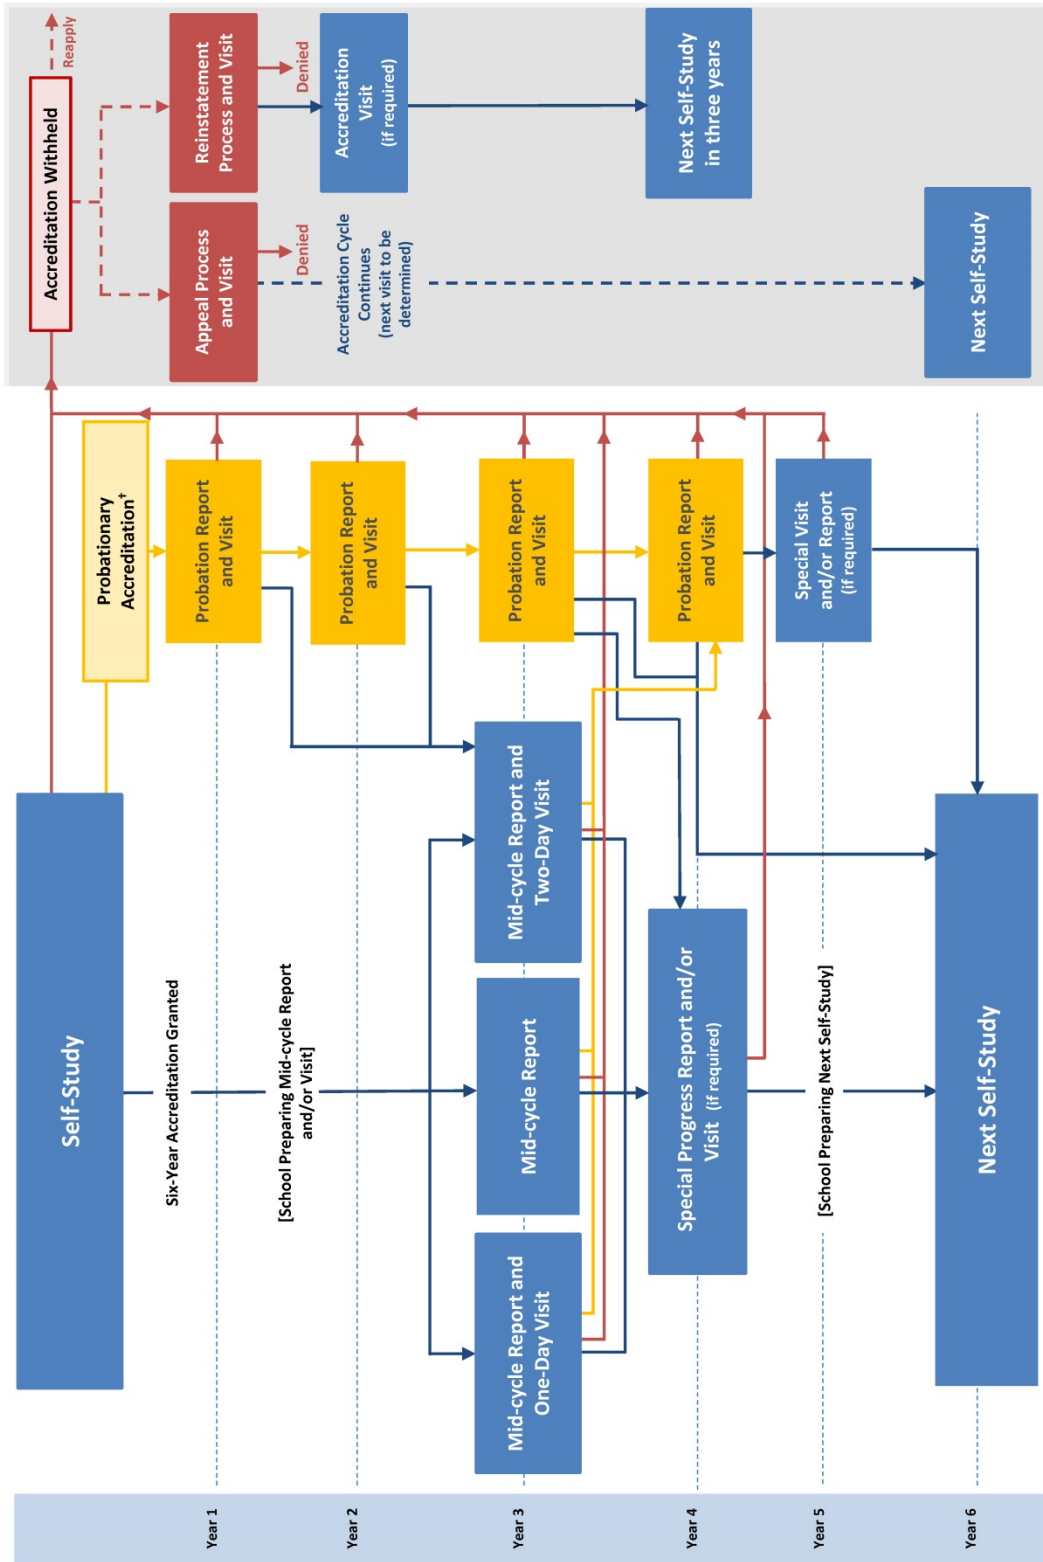 Self-Study
Accreditation Withheld
Reapply
Probationary
Accreditation†
Year 1
Six-Year Accreditation Granted
Probation Report
and Visit
Appeal Process
and Visit
Reinstatement
Process and Visit
Denied
Denied
Year 2
[School Preparing Mid-cycle Report
and/or Visit]
Probation Report
and Visit
Accreditation Cycle
Continues
(next visit to be
determined)
Accreditation
Visit
(if required)
Year 3
Mid-cycle Report and
One-Day Visit
Mid-cycle Report
Mid-cycle Report and
Two-Day Visit
Probation Report
and Visit
Year 4
Special Progress Report and/or
Visit (if required)
Probation Report
and Visit
Next Self-Study
in three years
Year 5
[School Preparing Next Self-Study]
Special Visit
and/or Report
(if required)
Year 6
Next Self-Study
Next Self-Study